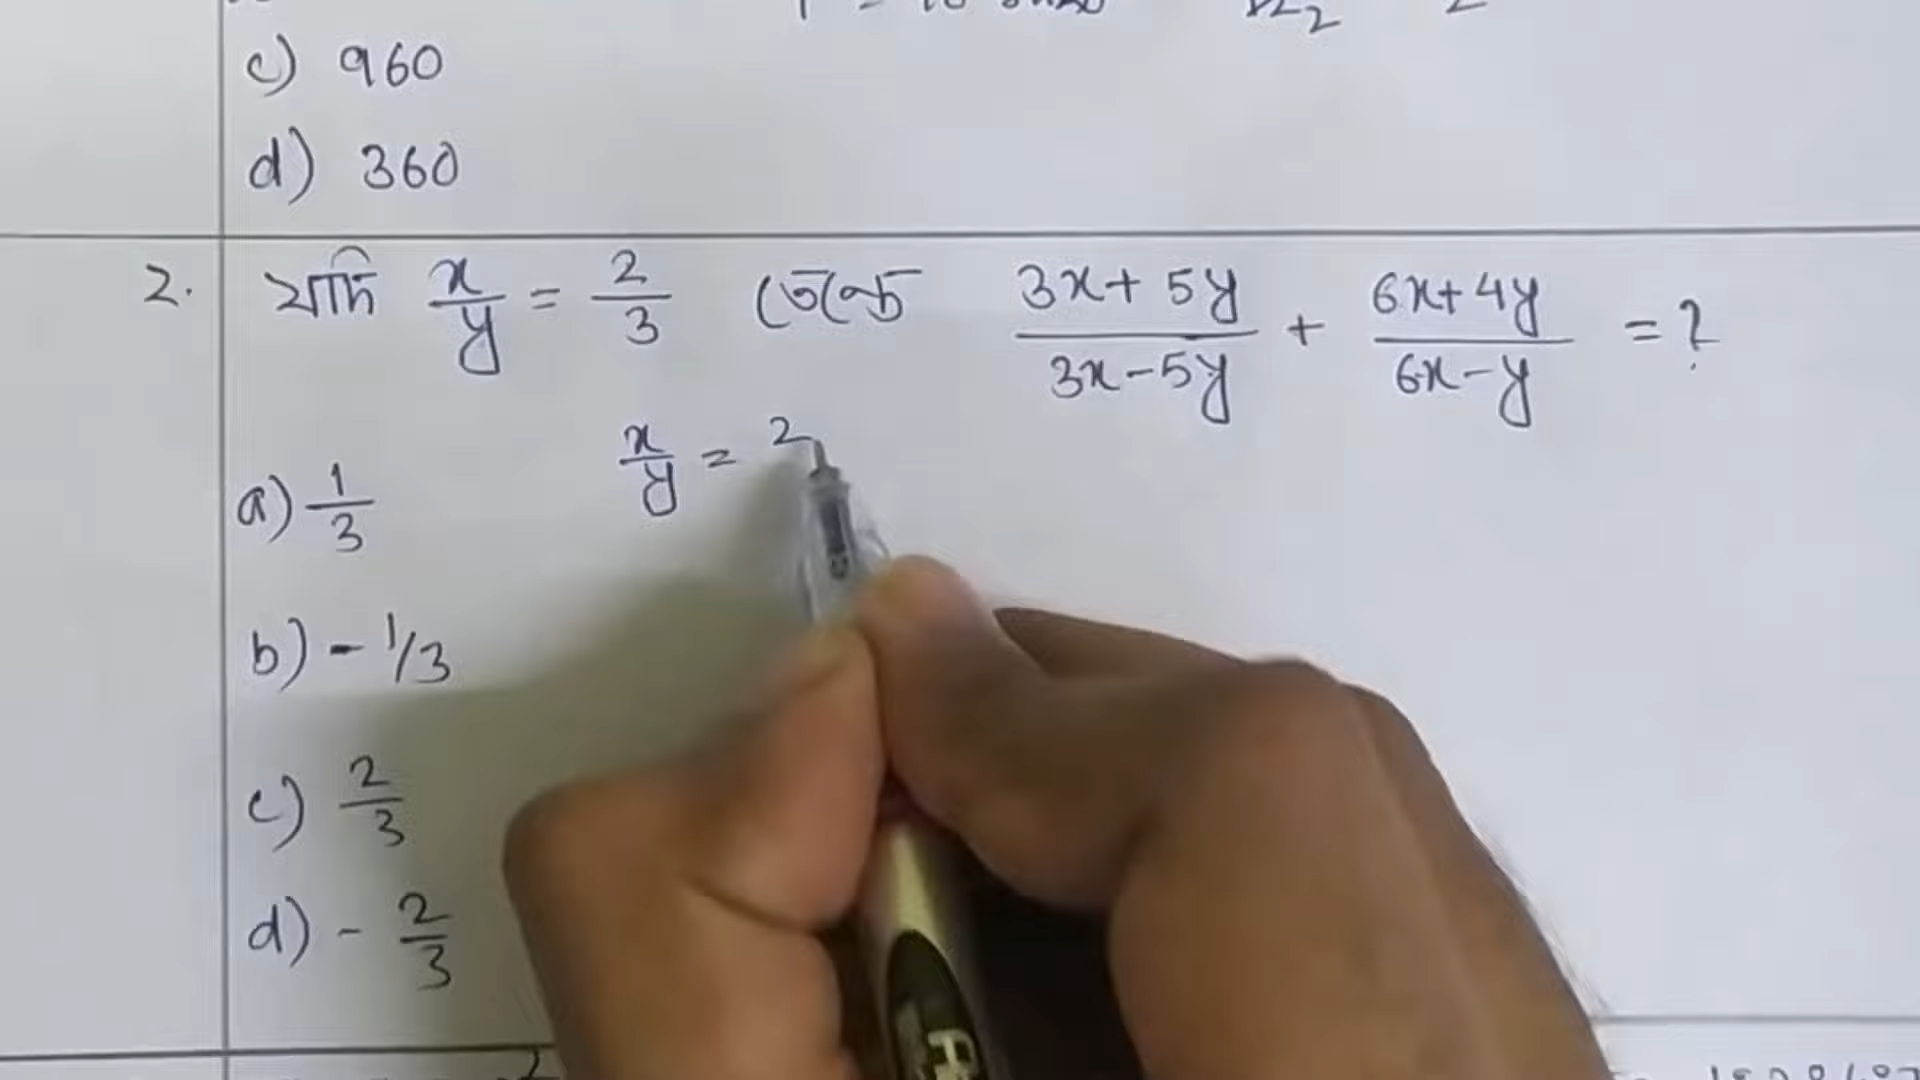 c) 960
d) 360
2. যদি x/y = 2/3 তবে (3x+5y)/(3x-5y) + (6x+4y)/(6x-y) = ?
x/y = 2
a) 1/3
b) - 1/3
c) 2/3
d) - 2/3